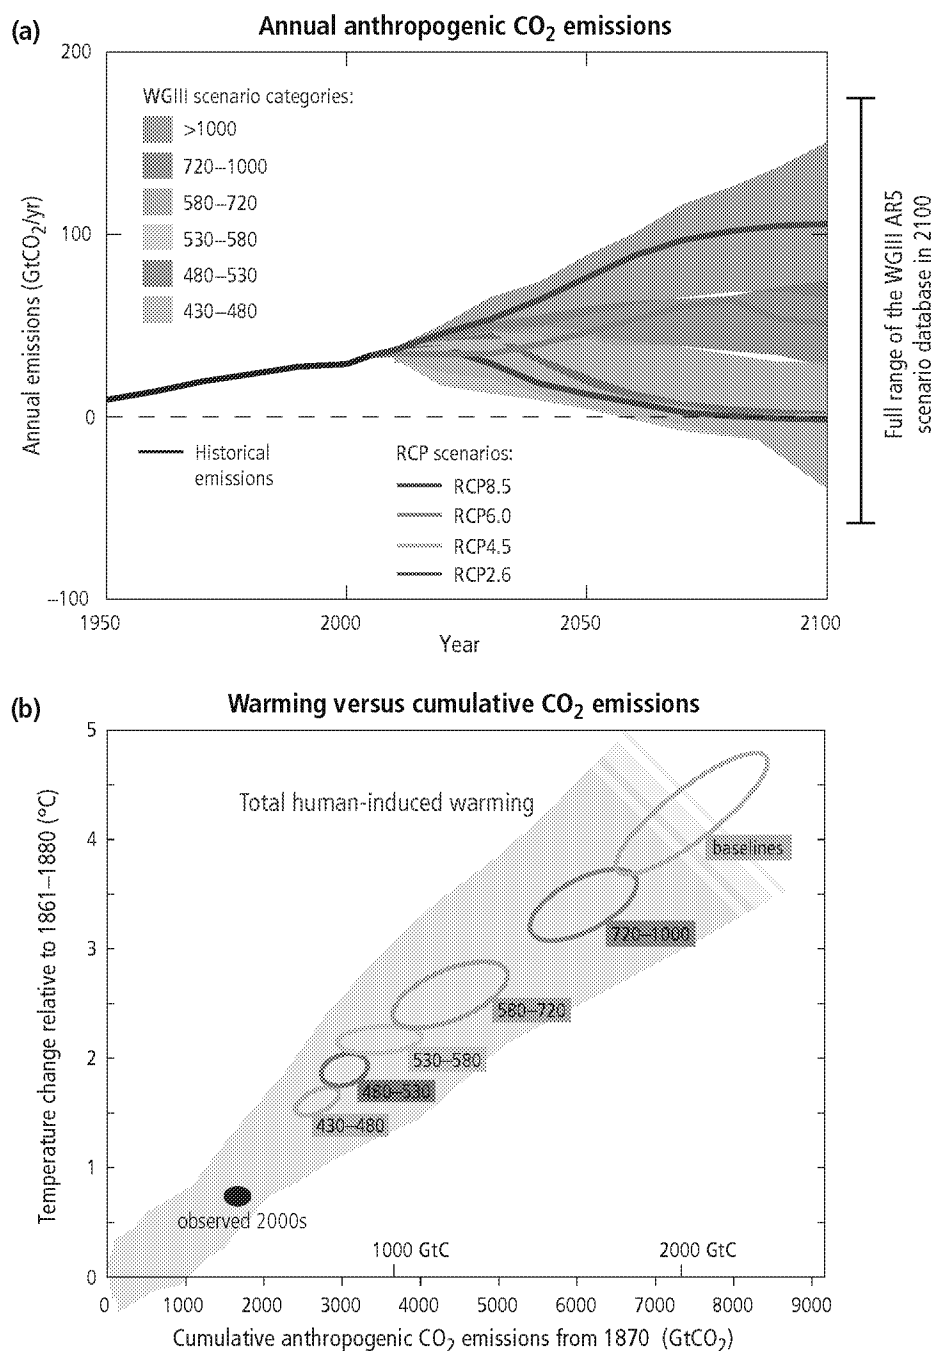 (a)
Annual anthropogenic CO2 emissions
200
WGIII scenario categories:
>1000
720–1000
580–720
530–580
480–530
430–480
100
0
–100
Annual emissions (GtCO2/yr)
Historical
emissions
RCP scenarios:
RCP8.5
RCP6.0
RCP4.5
RCP2.6
1950
2000
2050
2100
Year
Full range of the WGIII AR5
scenario database in 2100
(b)
Warming versus cumulative CO2 emissions
5
4
3
2
1
0
Temperature change relative to 1861–1880 (°C)
Total human-induced warming
baselines
720–1000
580–720
530–580
480–530
430–480
observed 2000s
1000 GtC
2000 GtC
0
1000
2000
3000
4000
5000
6000
7000
8000
9000
Cumulative anthropogenic CO2 emissions from 1870 (GtCO2)